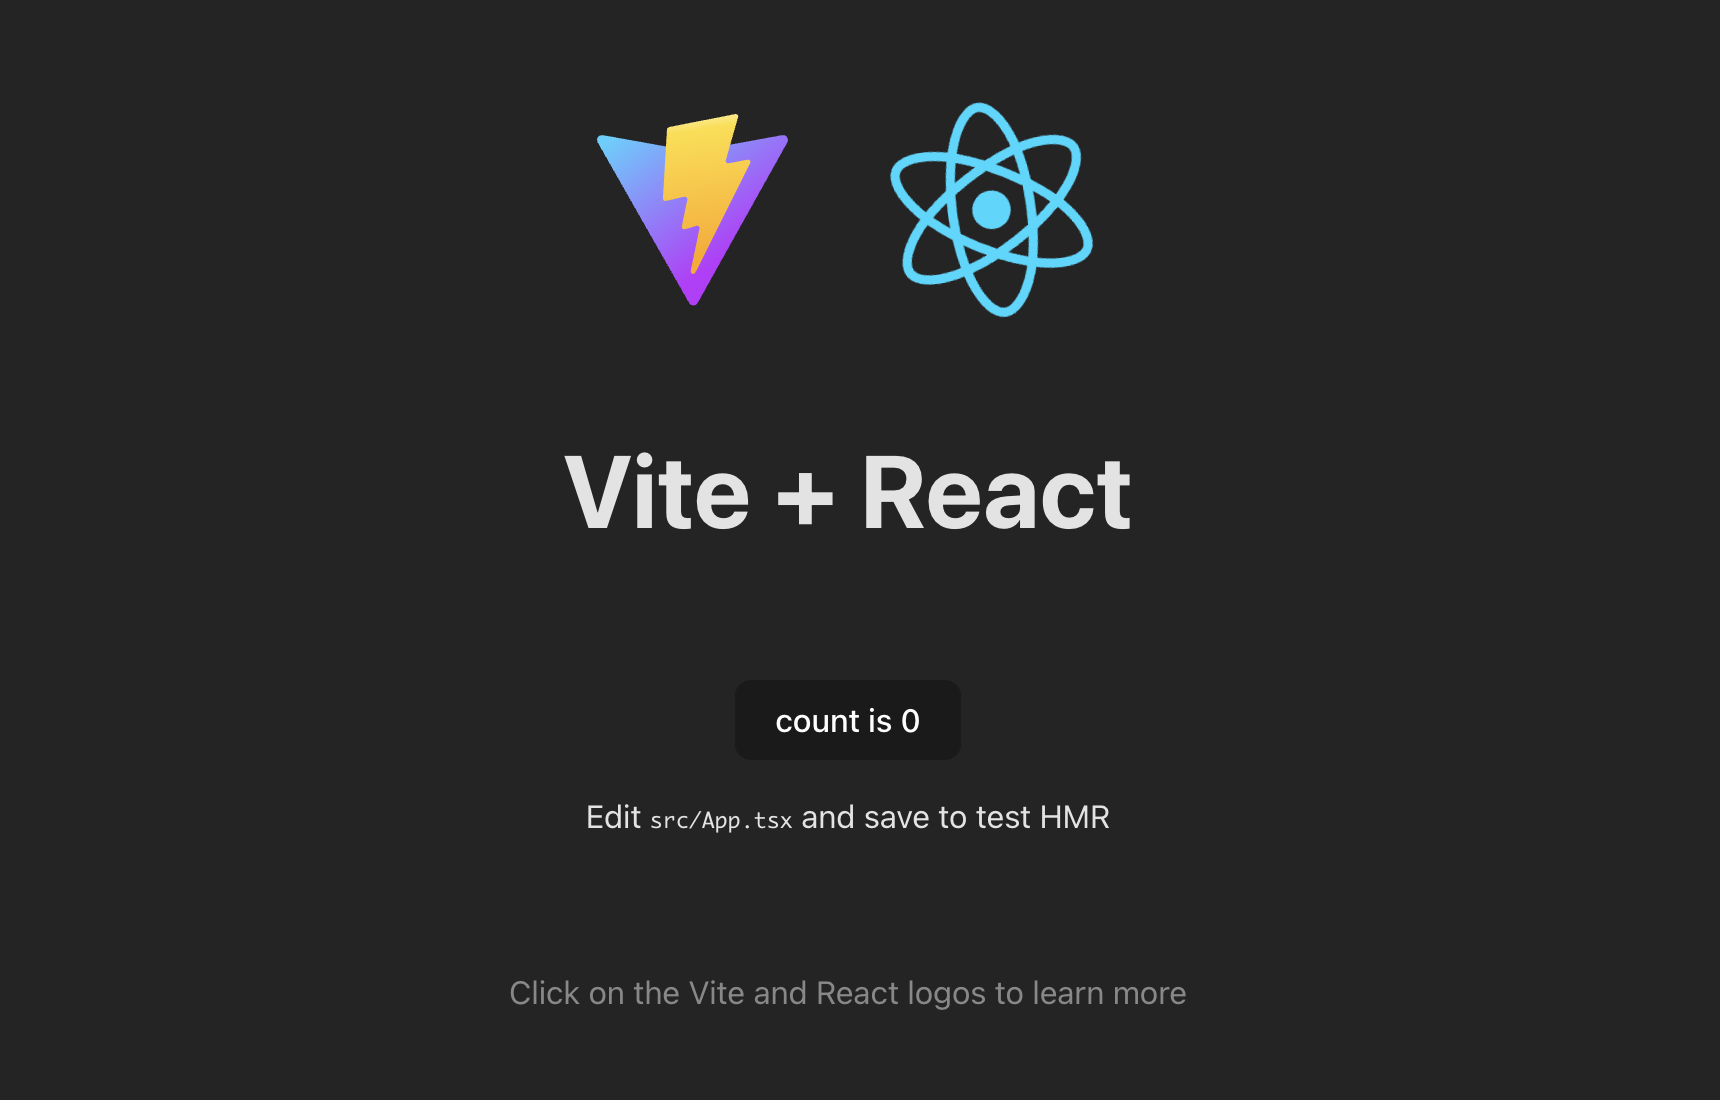 Vite + React
count is 0
Edit src/App.tsx and save to test HMR
Click on the Vite and React logos to learn more